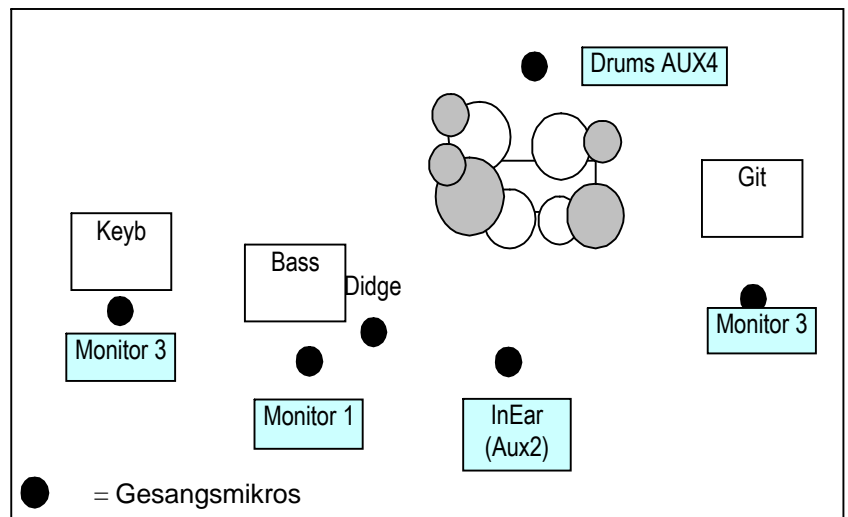 Drums AUX4
Git
Keyb
Bass
Didge
Monitor 3
Monitor 3
Monitor 1
InEar
(Aux2)
= Gesangsmikros